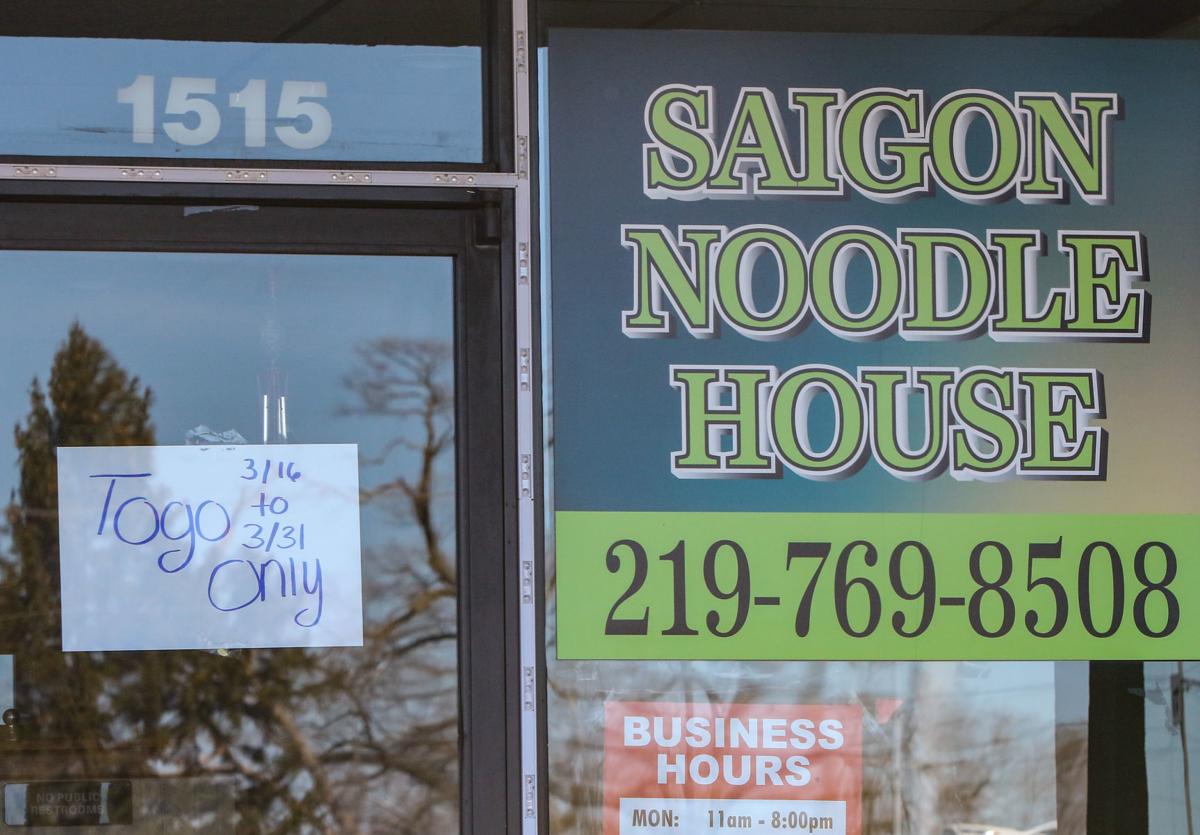 1515
SAIGON
NOODLE
HOUSE
219-769-8508
Togo 3/16
to
3/31
only
BUSINESS
HOURS
MON: 11am - 8:00pm
NO PUBLIC
RESTROOMS